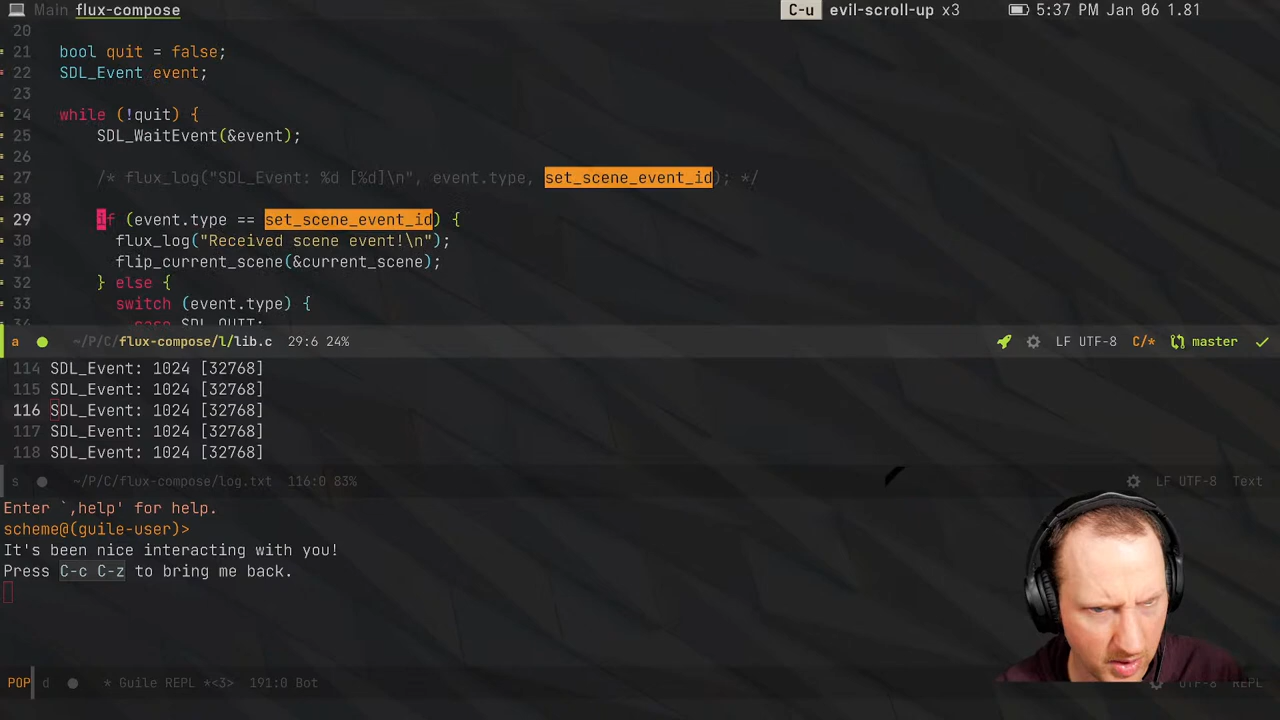 Main flux-compose C-u evil-scroll-up x3 5:37 PM Jan 06 1.81
20
21 bool quit = false;
22 SDL_Event event;
23
24 while (!quit) {
25 SDL_WaitEvent(&event);
26
27 /* flux_log("SDL_Event: %d [%d]\n", event.type, set_scene_event_id); */
28
29 if (event.type == set_scene_event_id) {
30 flux_log("Received scene event!\n");
31 flip_current_scene(&current_scene);
32 } else {
33 switch (event.type) {
34 case SDL_QUIT:
a ~/P/C/flux-compose/l/lib.c 29:6 24% LF UTF-8 C/* master
114 SDL_Event: 1024 [32768]
115 SDL_Event: 1024 [32768]
116 SDL_Event: 1024 [32768]
117 SDL_Event: 1024 [32768]
118 SDL_Event: 1024 [32768]
s ~/P/C/flux-compose/log.txt 116:0 83% LF UTF-8 Text
Enter `,help' for help.
scheme@(guile-user)>
It's been nice interacting with you!
Press C-c C-z to bring me back.
POP d * Guile REPL *<3> 191:0 Bot UTF-8 REPL